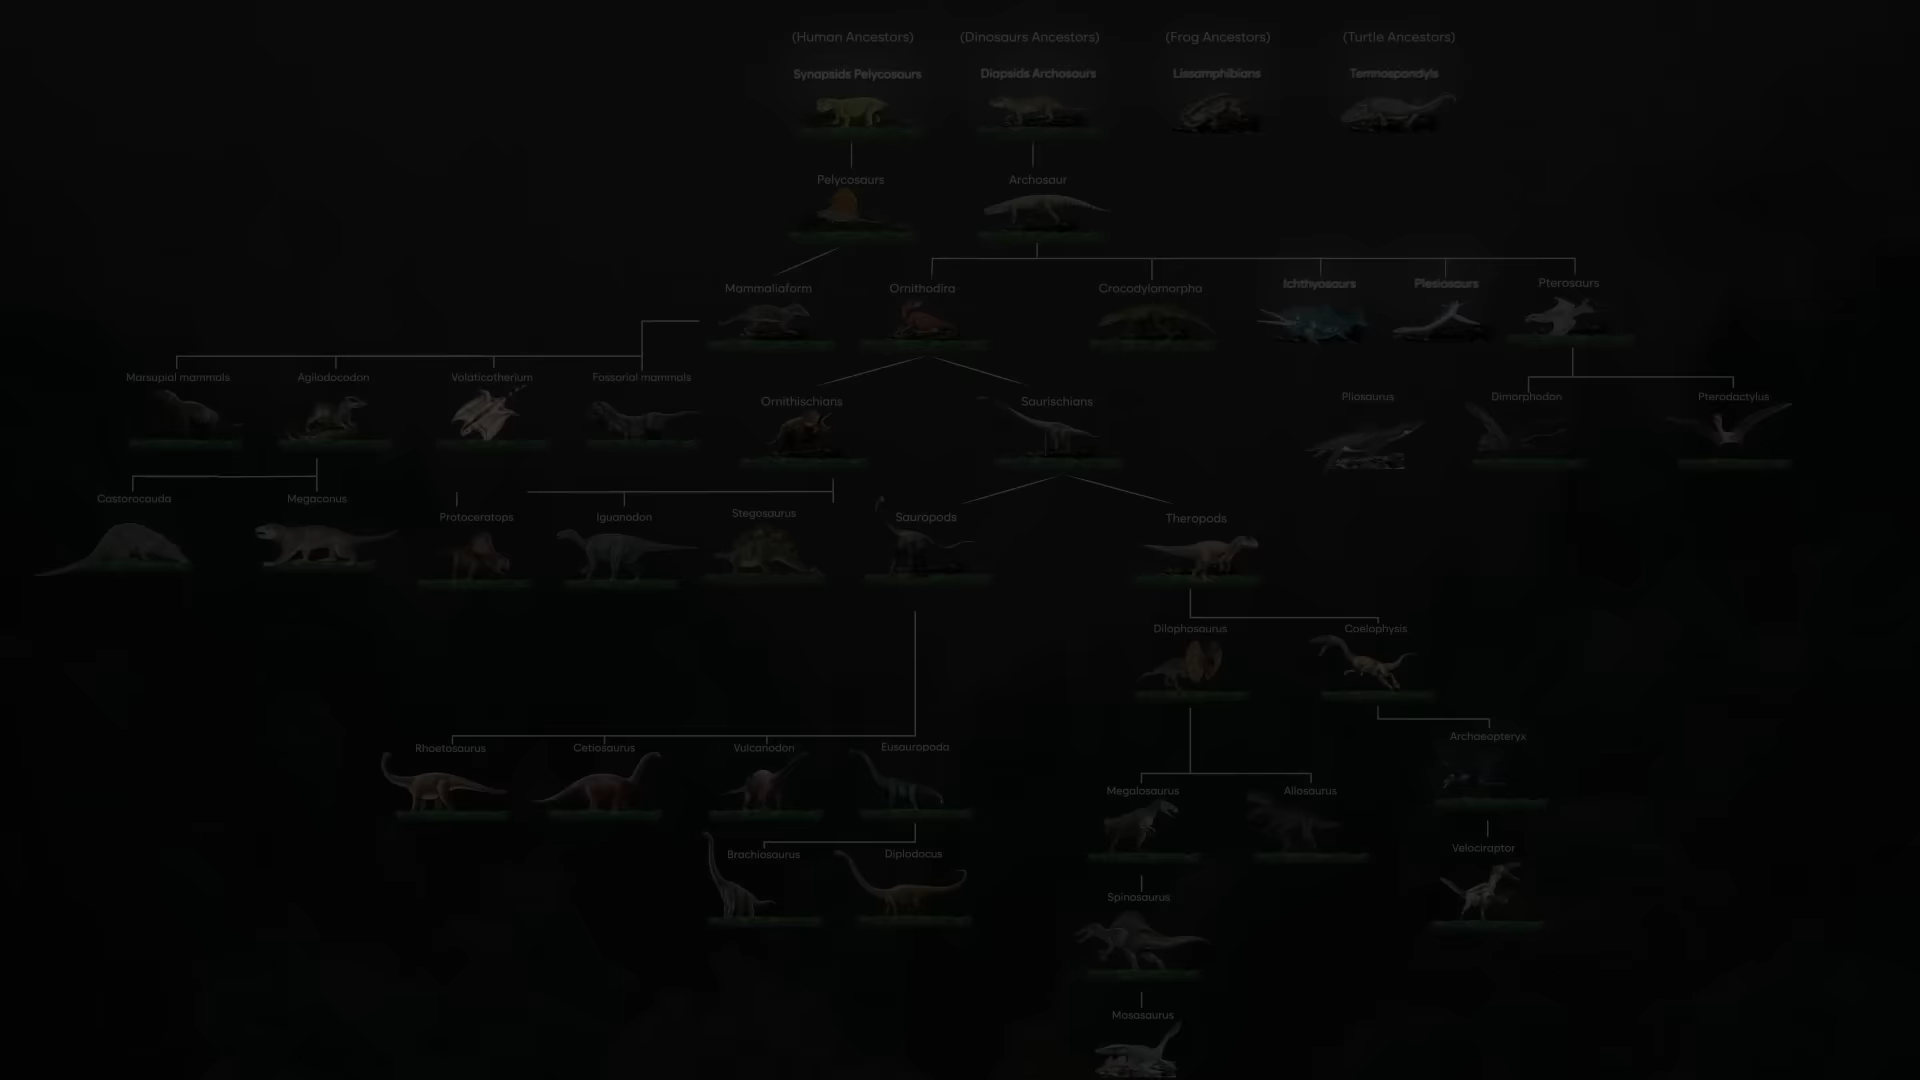 (Human Ancestors)
(Dinosaurs Ancestors)
(Frog Ancestors)
(Turtle Ancestors)
Synapsids Pelycosaurs
Diapsids Archosaurs
Lissamphibians
Temnospondyls
Pelycosaurs
Archosaur
Mammaliaform
Ornithodira
Crocodylomorpha
Ichthyosaurs
Plesiosaurs
Pterosaurs
Marsupial mammals
Agilodocodon
Volaticotherium
Fossorial mammals
Ornithischians
Saurischians
Pliosaurus
Dimorphodon
Pterodactylus
Castorocauda
Megaconus
Protoceratops
Iguanodon
Stegosaurus
Sauropods
Theropods
Dilophosaurus
Coelophysis
Rhoetosaurus
Cetiosaurus
Vulcanodon
Eusauropoda
Archaeopteryx
Megalosaurus
Allosaurus
Brachiosaurus
Diplodocus
Velociraptor
Spinosaurus
Mosasaurus